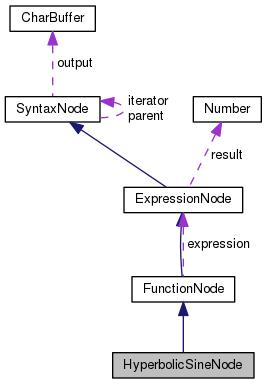 CharBuffer
output
SyntaxNode
iterator
parent
Number
result
ExpressionNode
expression
FunctionNode
HyperbolicSineNode